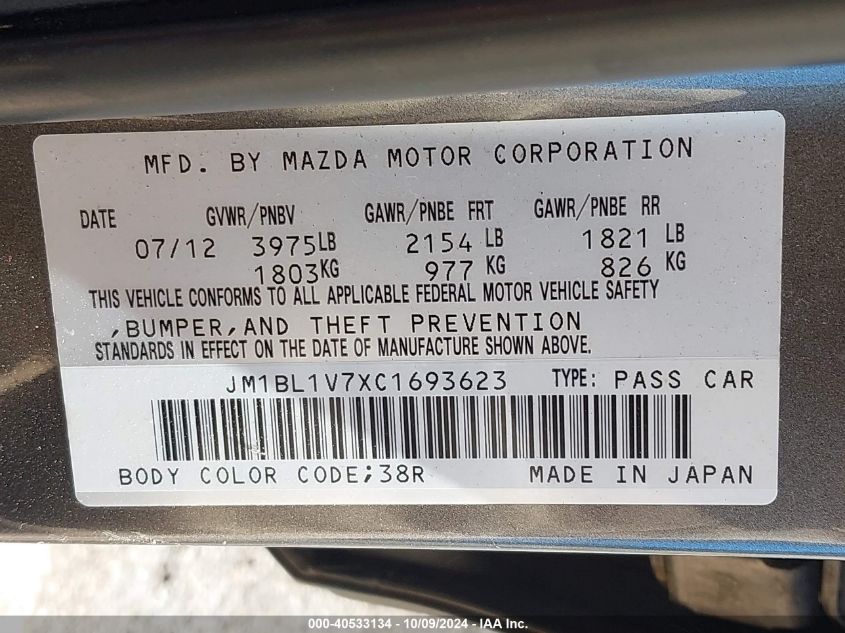 MFD. BY MAZDA MOTOR CORPORATION
DATE GVWR/PNBV GAWR/PNBE FRT GAWR/PNBE RR
07/12 3975LB 2154 LB 1821 LB
1803KG 977 KG 826 KG
THIS VEHICLE CONFORMS TO ALL APPLICABLE FEDERAL MOTOR VEHICLE SAFETY
,BUMPER,AND THEFT PREVENTION
STANDARDS IN EFFECT ON THE DATE OF MANUFACTURE SHOWN ABOVE.
JM1BL1V7XC1693623 TYPE: PASS CAR
BODY COLOR CODE;38R MADE IN JAPAN
000-40533134 - 10/09/2024 - IAA Inc.